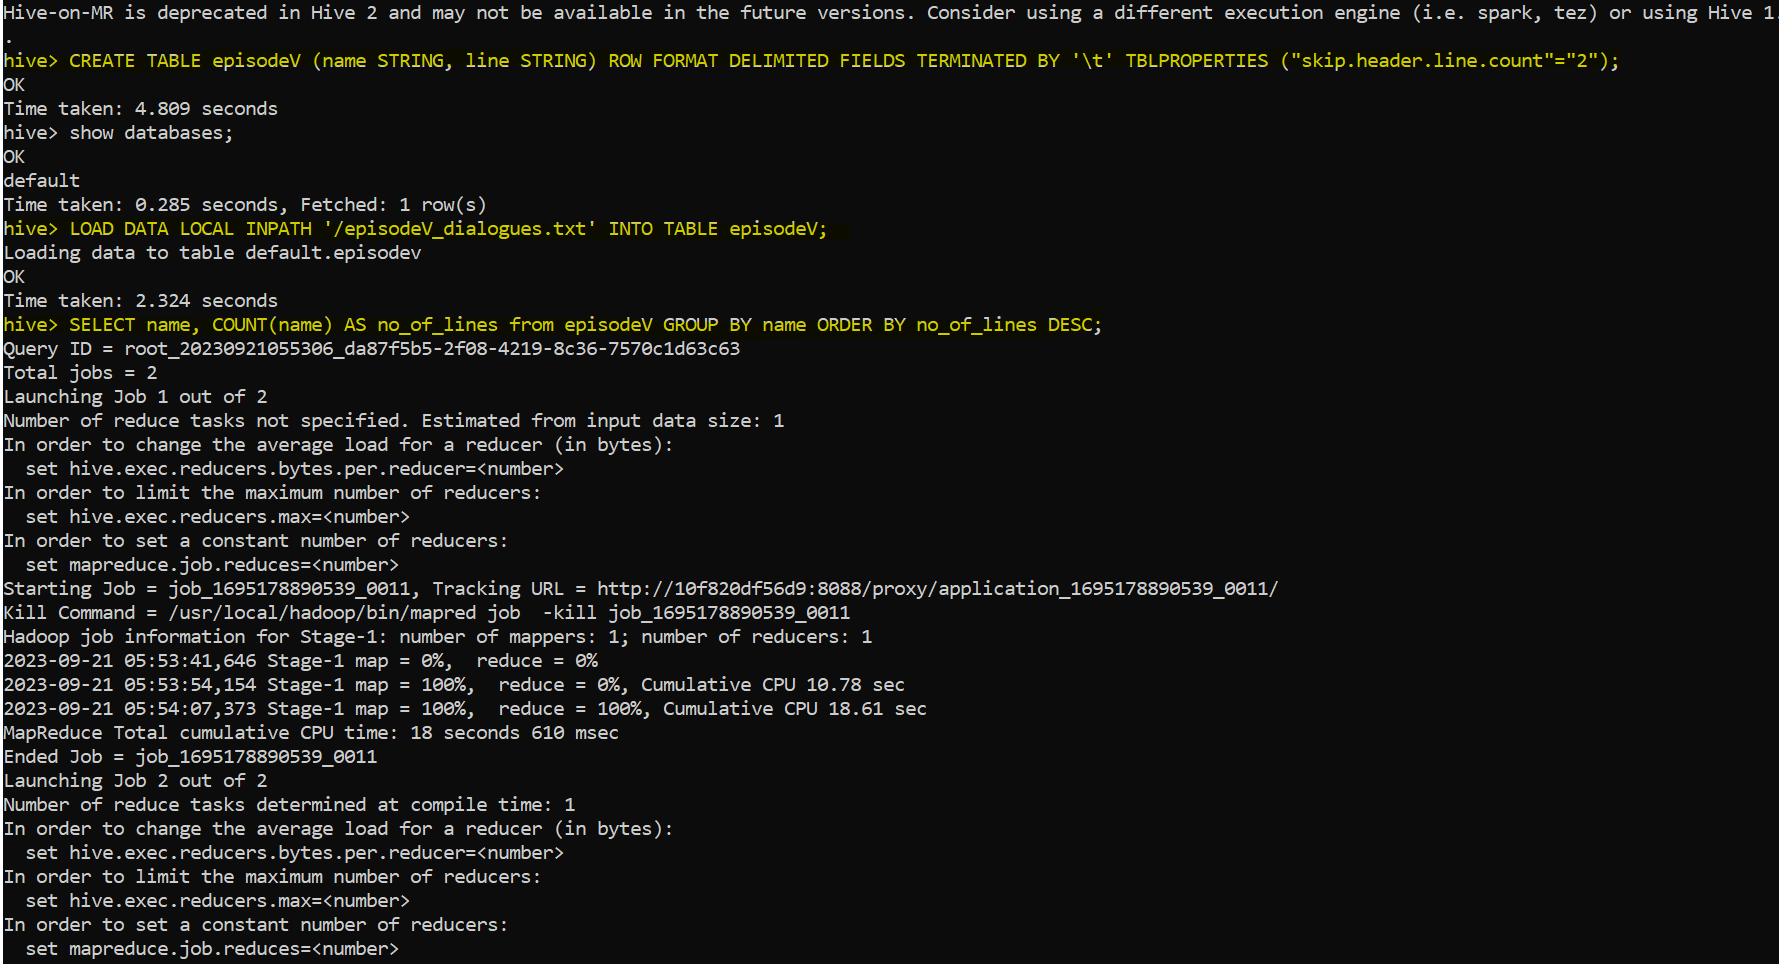 Hive-on-MR is deprecated in Hive 2 and may not be available in the future versions. Consider using a different execution engine (i.e. spark, tez) or using Hive 1.
.
hive> CREATE TABLE episodeV (name STRING, line STRING) ROW FORMAT DELIMITED FIELDS TERMINATED BY '\t' TBLPROPERTIES ("skip.header.line.count"="2");
OK
Time taken: 4.809 seconds
hive> show databases;
OK
default
Time taken: 0.285 seconds, Fetched: 1 row(s)
hive> LOAD DATA LOCAL INPATH '/episodeV_dialogues.txt' INTO TABLE episodeV;
Loading data to table default.episodev
OK
Time taken: 2.324 seconds
hive> SELECT name, COUNT(name) AS no_of_lines from episodeV GROUP BY name ORDER BY no_of_lines DESC;
Query ID = root_20230921055306_da87f5b5-2f08-4219-8c36-7570c1d63c63
Total jobs = 2
Launching Job 1 out of 2
Number of reduce tasks not specified. Estimated from input data size: 1
In order to change the average load for a reducer (in bytes):
  set hive.exec.reducers.bytes.per.reducer=<number>
In order to limit the maximum number of reducers:
  set hive.exec.reducers.max=<number>
In order to set a constant number of reducers:
  set mapreduce.job.reduces=<number>
Starting Job = job_1695178890539_0011, Tracking URL = http://10f820df56d9:8088/proxy/application_1695178890539_0011/
Kill Command = /usr/local/hadoop/bin/mapred job  -kill job_1695178890539_0011
Hadoop job information for Stage-1: number of mappers: 1; number of reducers: 1
2023-09-21 05:53:41,646 Stage-1 map = 0%,  reduce = 0%
2023-09-21 05:53:54,154 Stage-1 map = 100%,  reduce = 0%, Cumulative CPU 10.78 sec
2023-09-21 05:54:07,373 Stage-1 map = 100%,  reduce = 100%, Cumulative CPU 18.61 sec
MapReduce Total cumulative CPU time: 18 seconds 610 msec
Ended Job = job_1695178890539_0011
Launching Job 2 out of 2
Number of reduce tasks determined at compile time: 1
In order to change the average load for a reducer (in bytes):
  set hive.exec.reducers.bytes.per.reducer=<number>
In order to limit the maximum number of reducers:
  set hive.exec.reducers.max=<number>
In order to set a constant number of reducers:
  set mapreduce.job.reduces=<number>